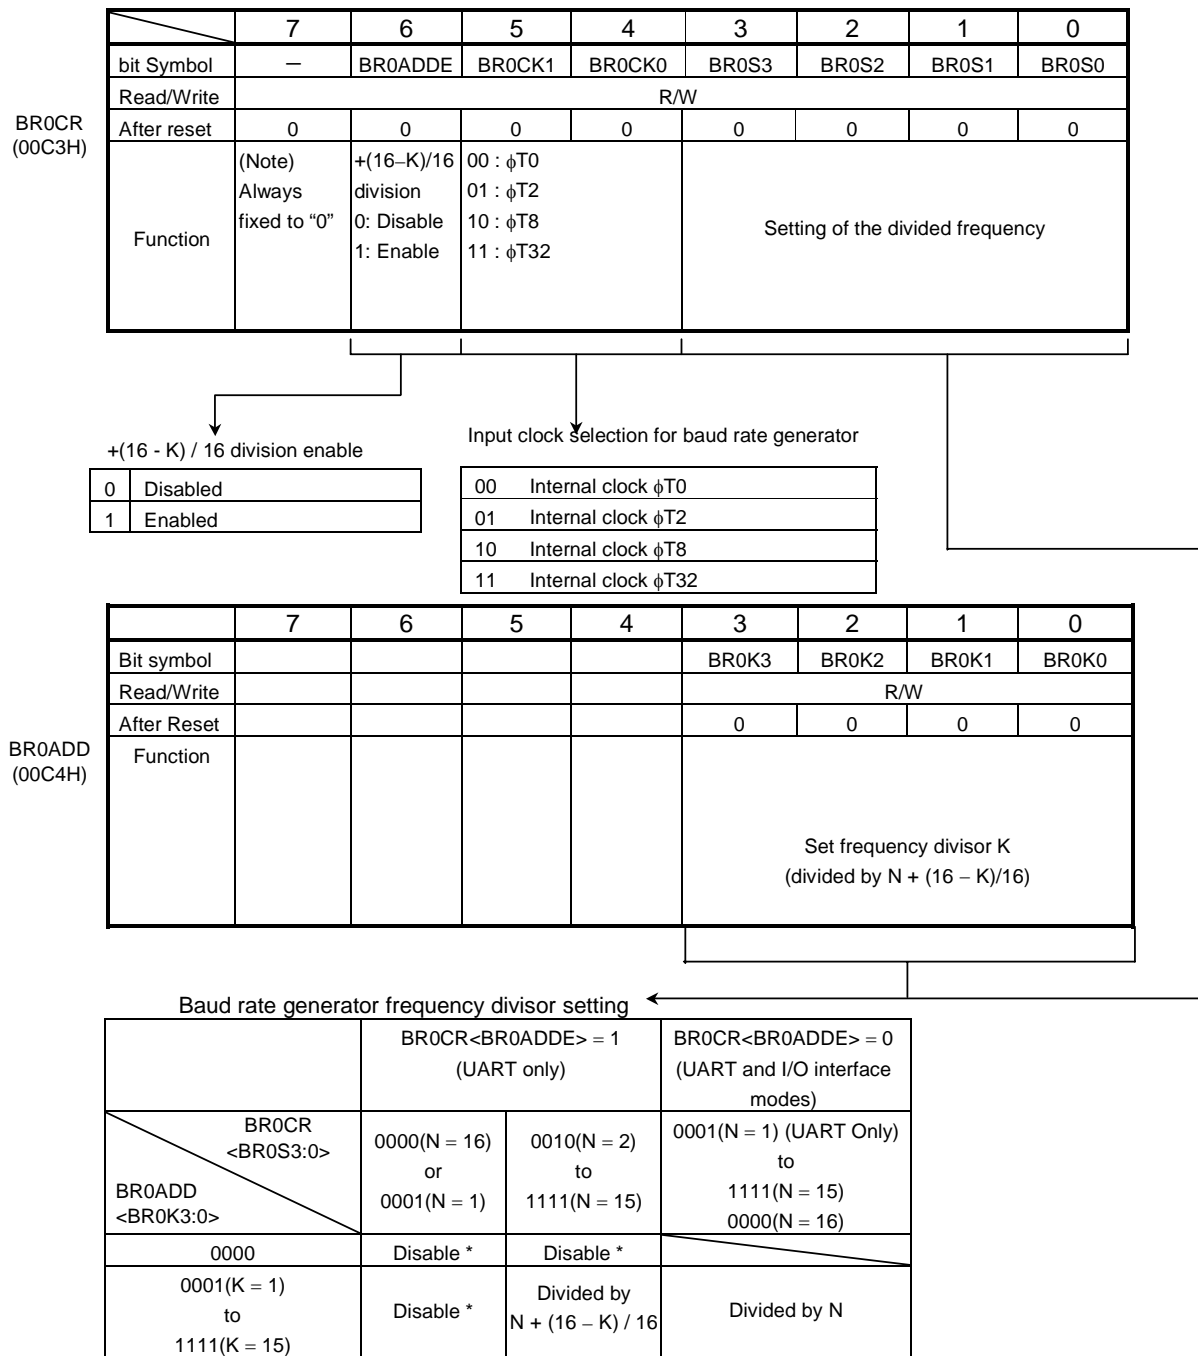 7 6 5 4 3 2 1 0
bit Symbol − BR0ADDE BR0CK1 BR0CK0 BR0S3 BR0S2 BR0S1 BR0S0
Read/Write R/W
BR0CR
(00C3H)
After reset 0 0 0 0 0 0 0 0
Function
(Note)
Always
fixed to “0”
+(16−K)/16
division
0: Disable
1: Enable
00 : φT0
01 : φT2
10 : φT8
11 : φT32
Setting of the divided frequency
+(16 - K) / 16 division enable
0 Disabled
1 Enabled
Input clock selection for baud rate generator
00 Internal clock φT0
01 Internal clock φT2
10 Internal clock φT8
11 Internal clock φT32
7 6 5 4 3 2 1 0
Bit symbol BR0K3 BR0K2 BR0K1 BR0K0
Read/Write R/W
After Reset 0 0 0 0
BR0ADD
(00C4H)
Function
Set frequency divisor K
(divided by N + (16 − K)/16)
Baud rate generator frequency divisor setting
BR0CR<BR0ADDE> = 1
(UART only)
BR0CR<BR0ADDE> = 0
(UART and I/O interface
modes)
BR0CR
<BR0S3:0>
BR0ADD
<BR0K3:0>
0000(N = 16)
or
0001(N = 1)
0010(N = 2)
to
1111(N = 15)
0001(N = 1) (UART Only)
to
1111(N = 15)
0000(N = 16)
0000 Disable * Disable *
0001(K = 1)
to
1111(K = 15)
Disable *
Divided by
N + (16 − K) / 16
Divided by N